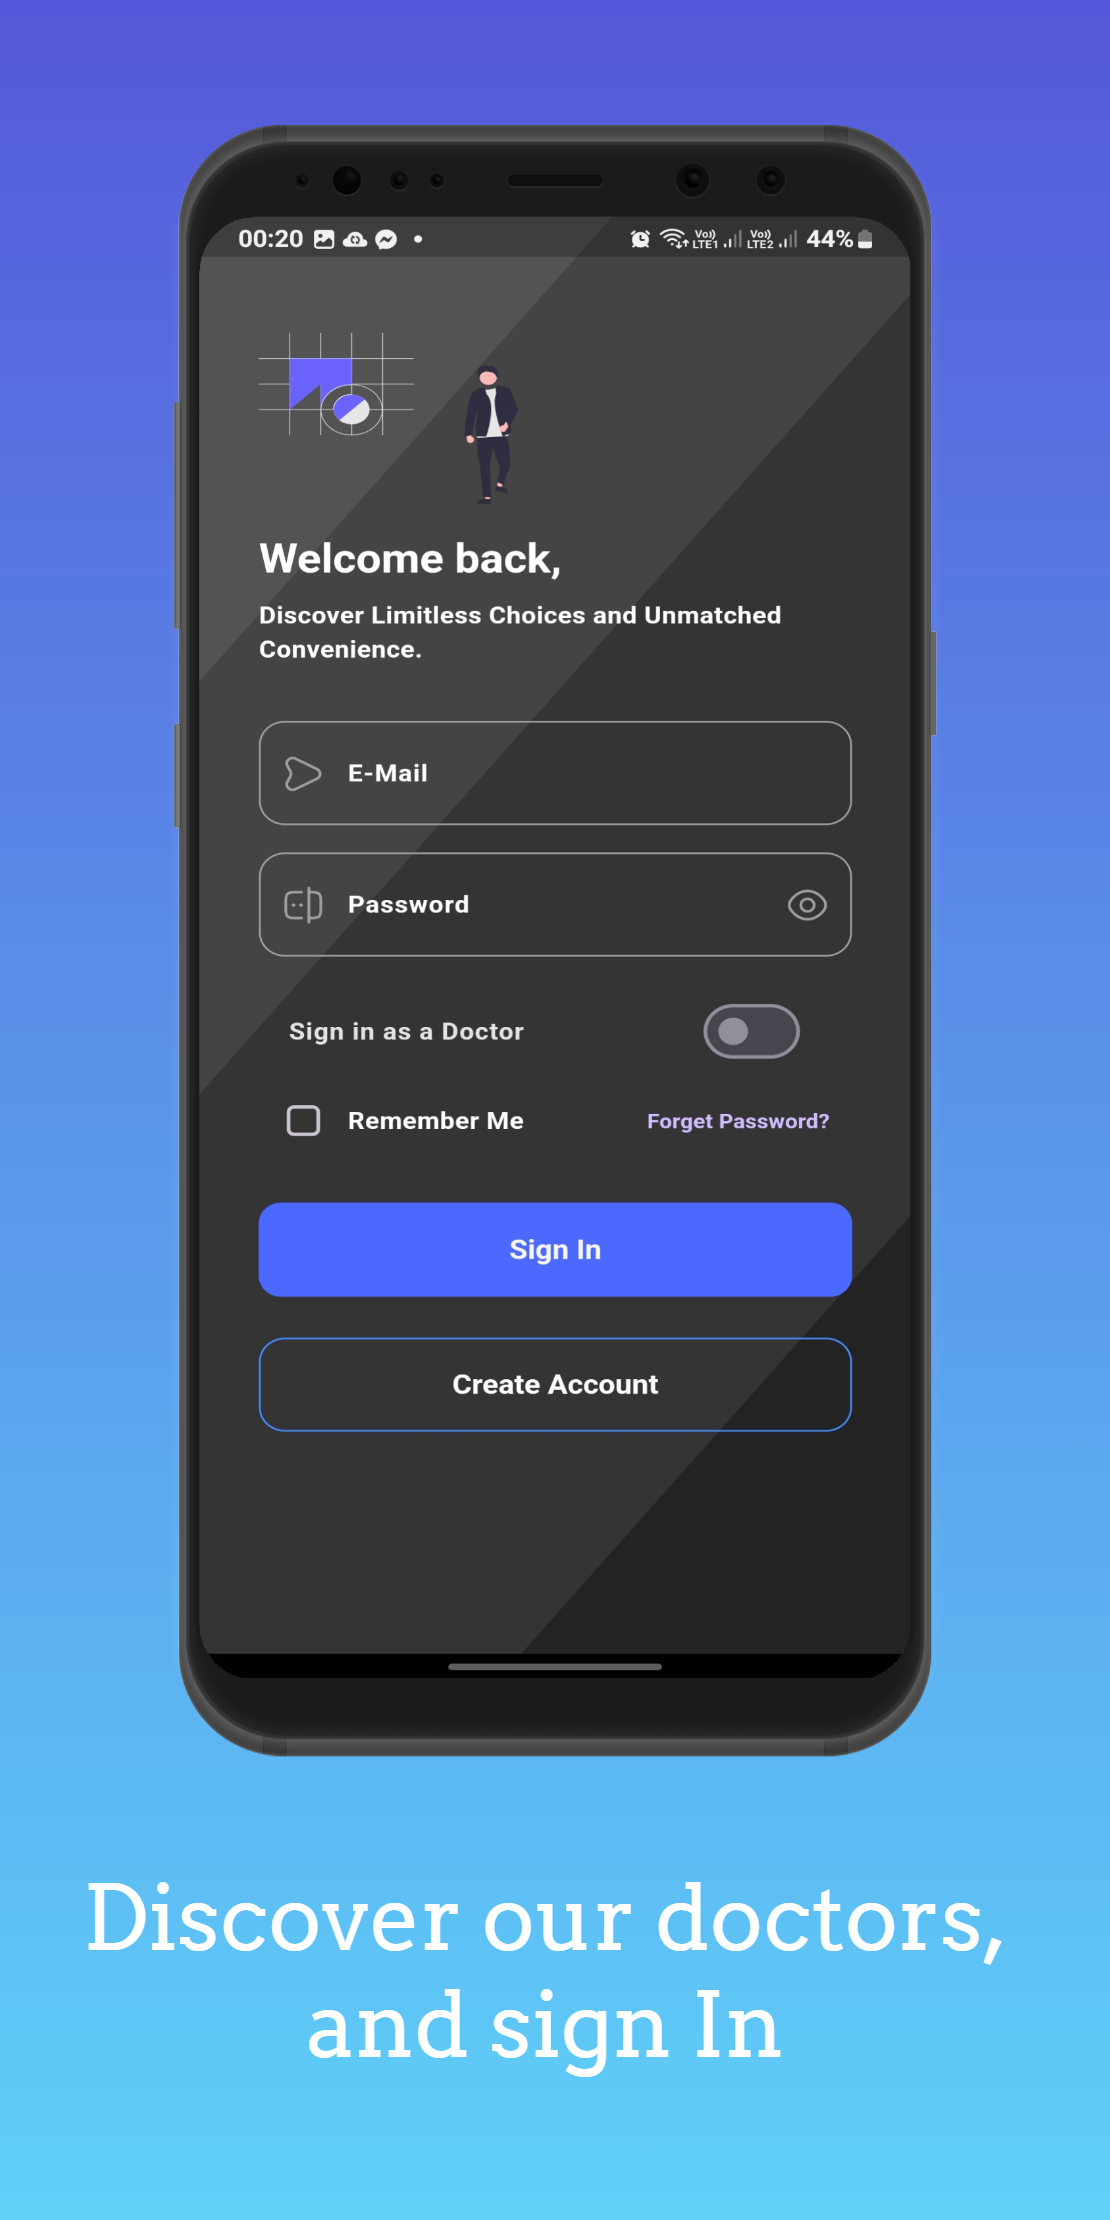 00:20 Vo)) LTE1 Vo)) LTE2 44%
Welcome back,
Discover Limitless Choices and Unmatched
Convenience.
E-Mail
Password
Sign in as a Doctor
Remember Me Forget Password?
Sign In
Create Account
Discover our doctors,
and sign In